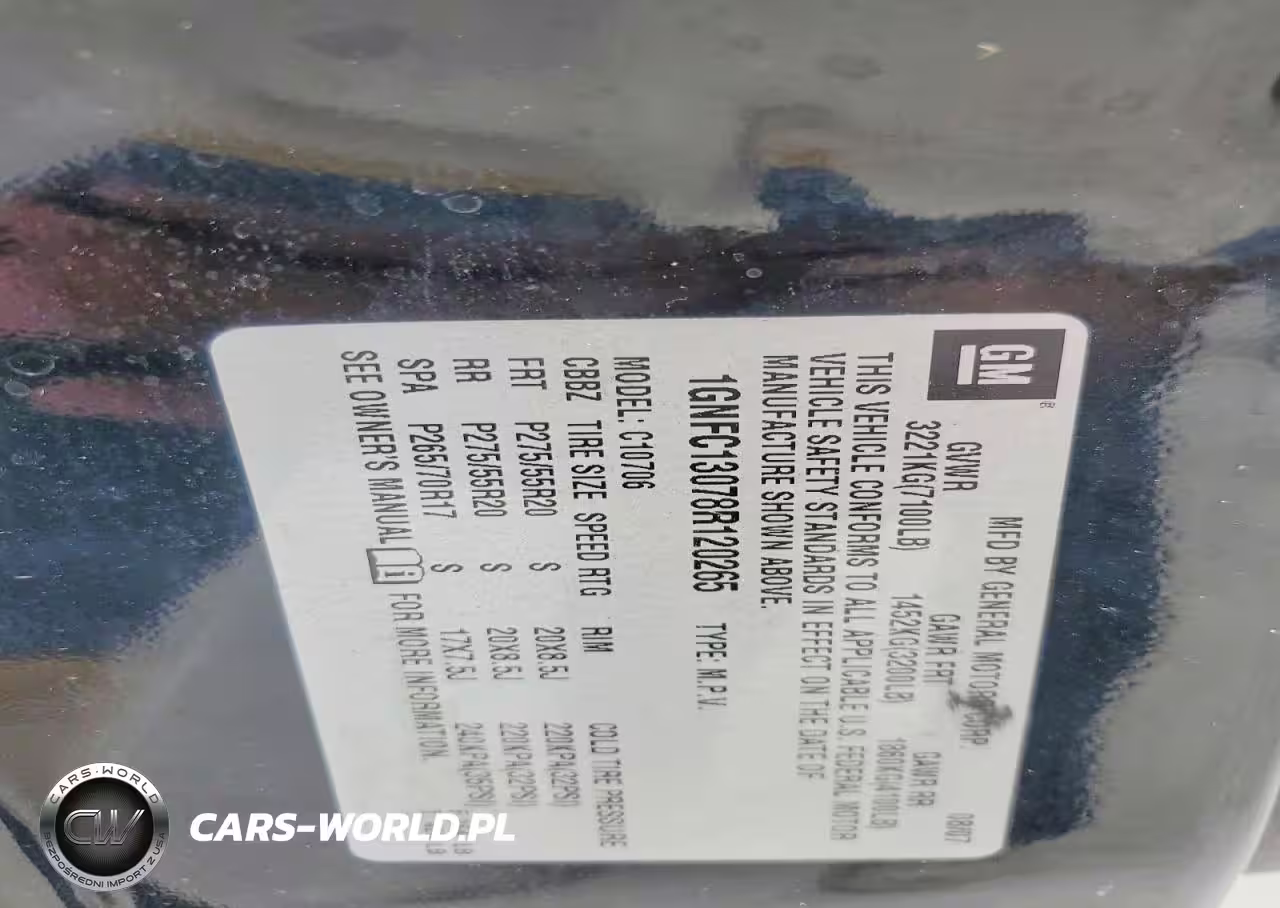 GM
®
MFD BY GENERAL MOTORS CORP. 08/07
GVWR GAWR FRT GAWR RR
3221KG(7100LB) 1452KG(3200LB) 1860KG(4100LB)
THIS VEHICLE CONFORMS TO ALL APPLICABLE U.S. FEDERAL MOTOR
VEHICLE SAFETY STANDARDS IN EFFECT ON THE DATE OF
MANUFACTURE SHOWN ABOVE.
1GNFC13078R120265 TYPE: M.P.V.
MODEL: C10706
CBBZ TIRE SIZE SPEED RTG RIM COLD TIRE PRESSURE
FRT P275/55R20 S 20X8.5J 220KPA(32PSI)
RR P275/55R20 S 20X8.5J 220KPA(32PSI)
SPA P265/70R17 S 17X7.5J 240KPA(35PSI)
SEE OWNER'S MANUAL FOR MORE INFORMATION.
CARS-WORLD
CW
BEZPOŚREDNI IMPORT Z USA
CARS-WORLD.PL